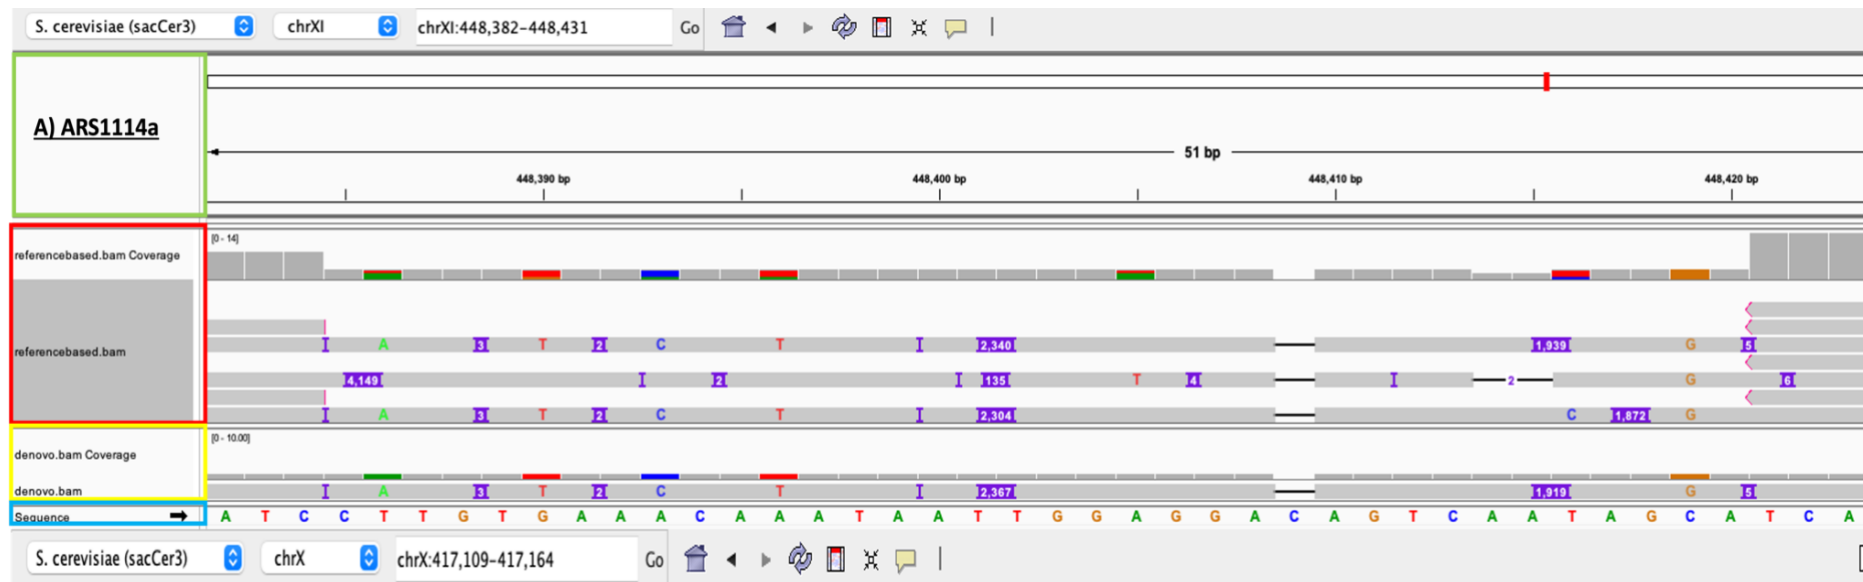 S. cerevisiae (sacCer3) chrXI chrXI:448,382-448,431 Go
A) ARS1114a
51 bp
448,390 bp 448,400 bp 448,410 bp 448,420 bp
[0 - 14]
referencebased.bam Coverage
I A 3 T 2 C T I 2,340 1,939 G 5
referencebased.bam
4,149 I 2 I 135 T 4 I 2 G 6
I A 3 T 2 C T I 2,304 C 1,872 G
[0 - 10.00]
denovo.bam Coverage
denovo.bam I A 3 T 2 C T I 2,367 1,919 G 5
Sequence A T C C T T G T G A A A C A A A T A A T T G G A G G A C A G T C A A T A G C A T C A
S. cerevisiae (sacCer3) chrX chrX:417,109-417,164 Go